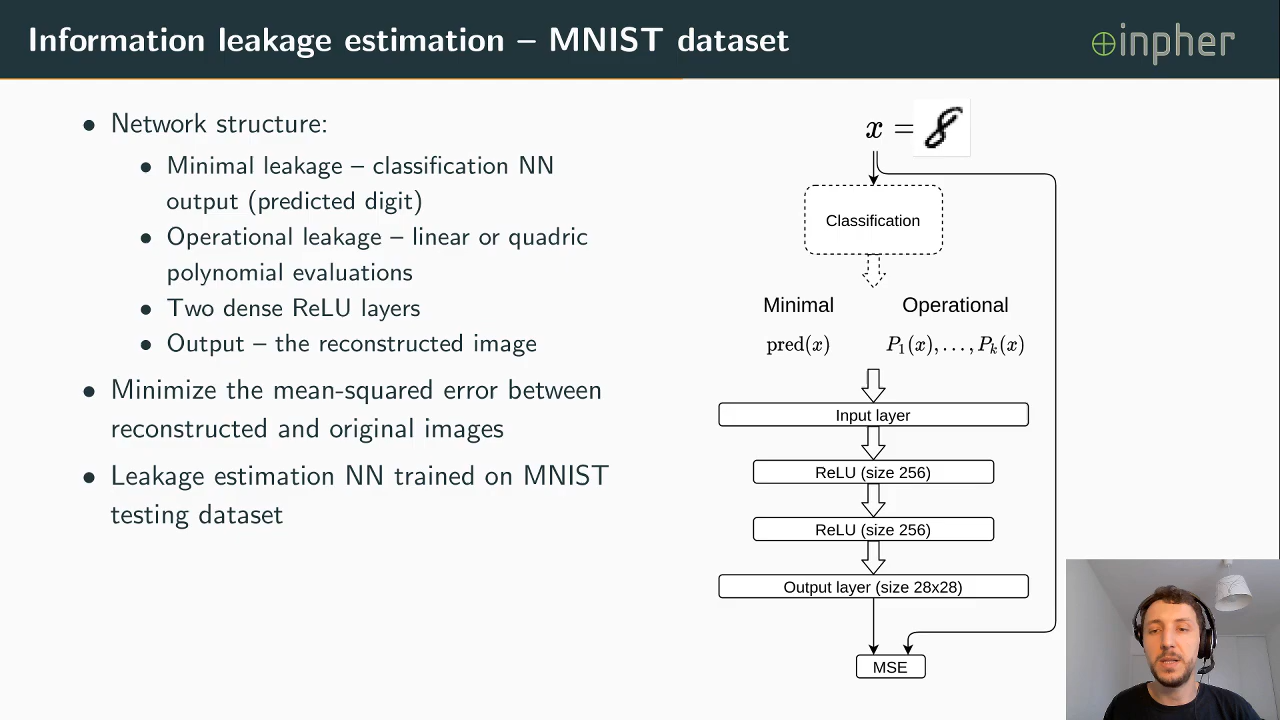 Information leakage estimation – MNIST dataset
inpher
• Network structure:
• Minimal leakage – classification NN
output (predicted digit)
• Operational leakage – linear or quadric
polynomial evaluations
• Two dense ReLU layers
• Output – the reconstructed image
• Minimize the mean-squared error between
reconstructed and original images
• Leakage estimation NN trained on MNIST
testing dataset
x = 8
Classification
Minimal Operational
pred(x) P₁(x), . . . , Pₖ(x)
Input layer
ReLU (size 256)
ReLU (size 256)
Output layer (size 28x28)
MSE